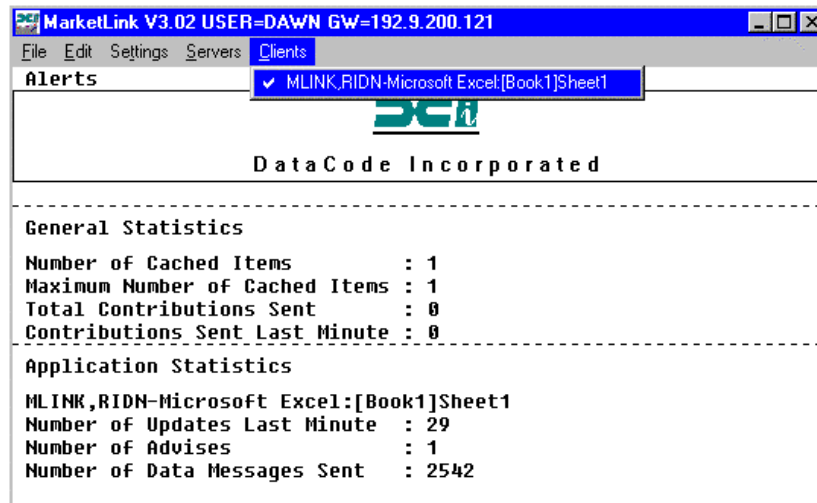 MarketLink V3.02 USER=DAWN GW=192.9.200.121
File Edit Settings Servers Clients
Alerts
✓ MLINK,RIDN-Microsoft Excel:[Book1]Sheet1
DCi
DataCode Incorporated
General Statistics
Number of Cached Items : 1
Maximum Number of Cached Items : 1
Total Contributions Sent : 0
Contributions Sent Last Minute : 0
Application Statistics
MLINK,RIDN-Microsoft Excel:[Book1]Sheet1
Number of Updates Last Minute : 29
Number of Advises : 1
Number of Data Messages Sent : 2542